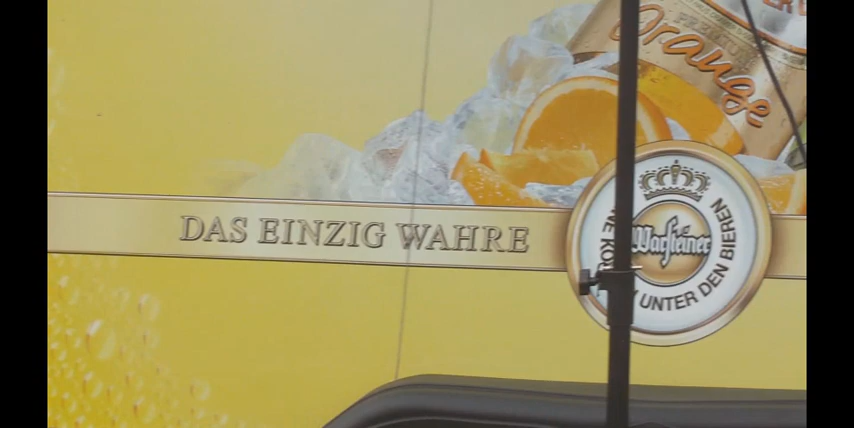 Orange
DAS EINZIG WAHRE
Warsteiner
UNTER DEN BIEREN